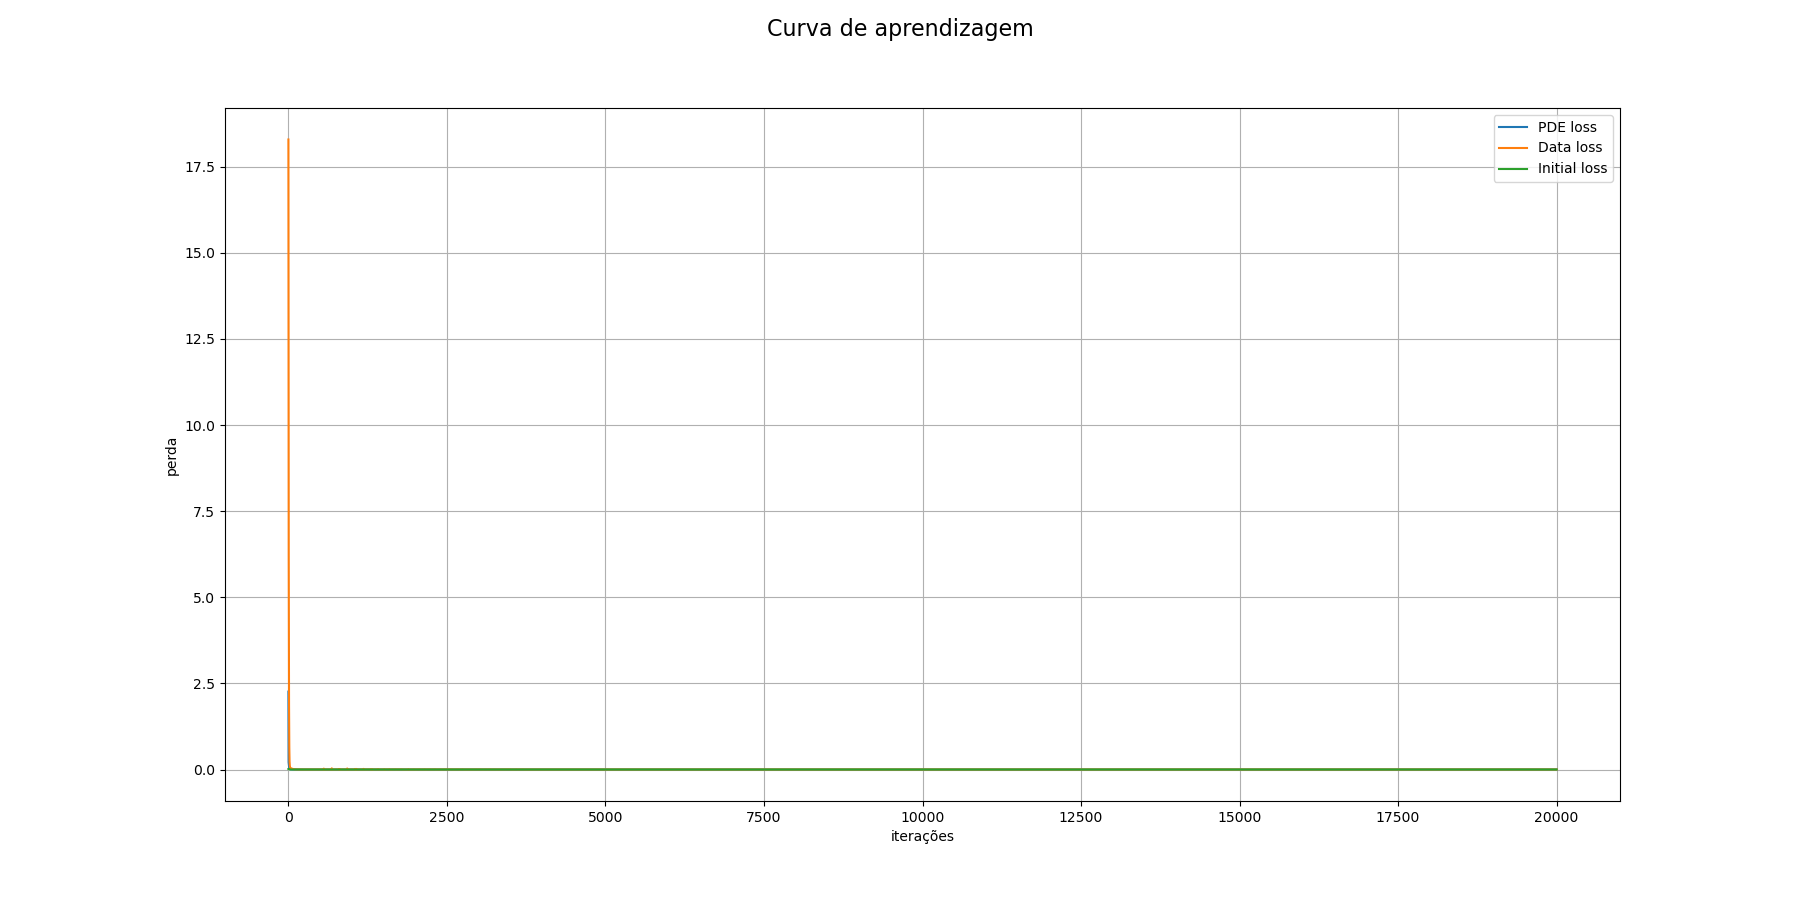 Curva de aprendizagem
PDE loss
Data loss
Initial loss
17.5
15.0
12.5
10.0
7.5
5.0
2.5
0.0
perda
0 2500 5000 7500 10000 12500 15000 17500 20000
iterações